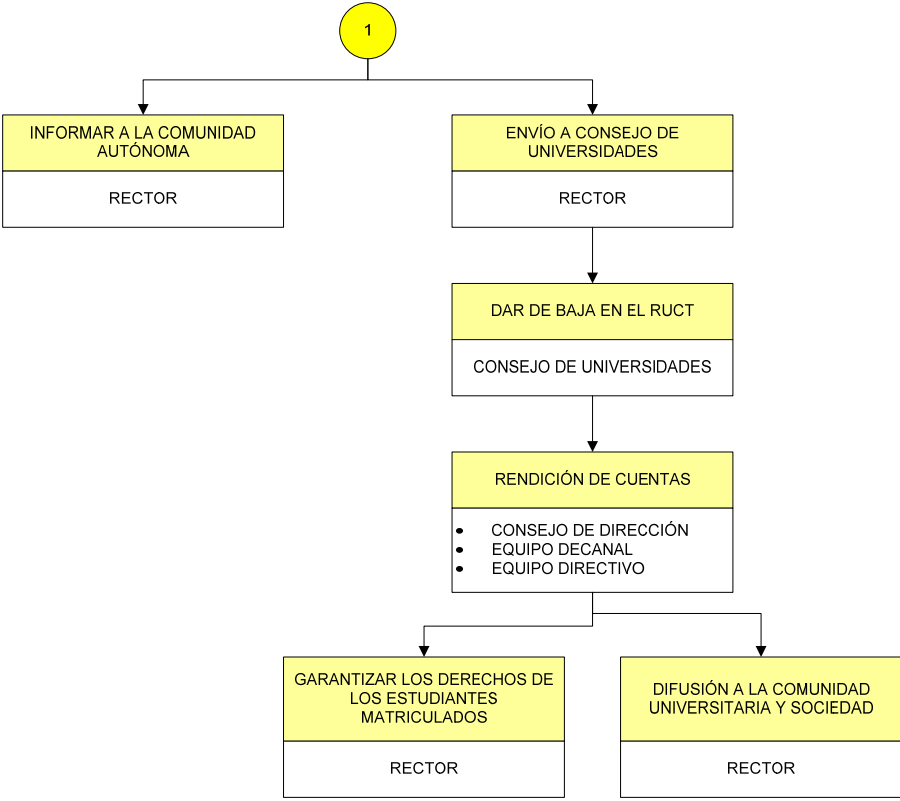 1
INFORMAR A LA COMUNIDAD
AUTÓNOMA
RECTOR
ENVÍO A CONSEJO DE
UNIVERSIDADES
RECTOR
DAR DE BAJA EN EL RUCT
CONSEJO DE UNIVERSIDADES
RENDICIÓN DE CUENTAS
• CONSEJO DE DIRECCIÓN
• EQUIPO DECANAL
• EQUIPO DIRECTIVO
GARANTIZAR LOS DERECHOS DE
LOS ESTUDIANTES
MATRICULADOS
RECTOR
DIFUSIÓN A LA COMUNIDAD
UNIVERSITARIA Y SOCIEDAD
RECTOR